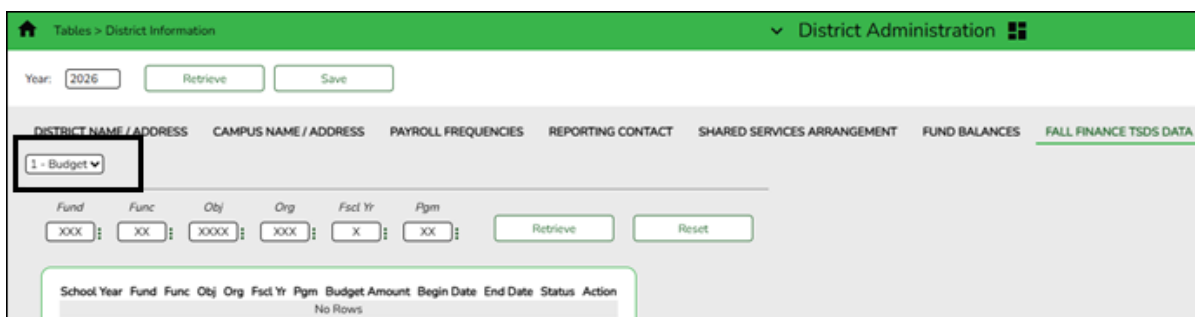 Tables > District Information
District Administration
Year: 2026 Retrieve Save
DISTRICT NAME / ADDRESS CAMPUS NAME / ADDRESS PAYROLL FREQUENCIES REPORTING CONTACT SHARED SERVICES ARRANGEMENT FUND BALANCES FALL FINANCE TSDS DATA
1 - Budget
Fund Func Obj Org Fscl Yr Pgm
XXX XX XXXX XXX X XX Retrieve Reset
School Year Fund Func Obj Org Fscl Yr Pgm Budget Amount Begin Date End Date Status Action
No Rows